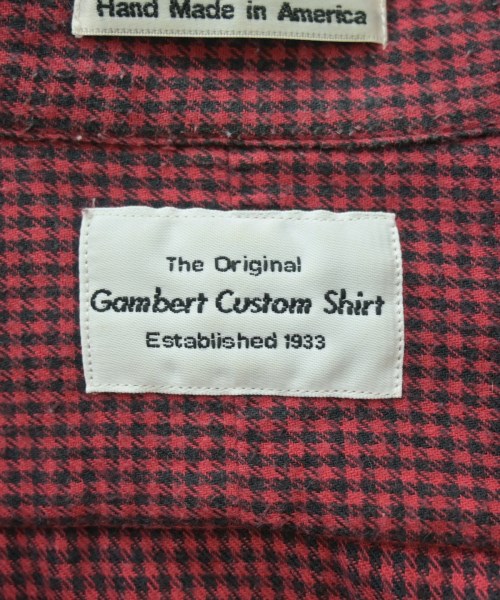 Hand Made in America
The Original
Gambert Custom Shirt
Established 1933